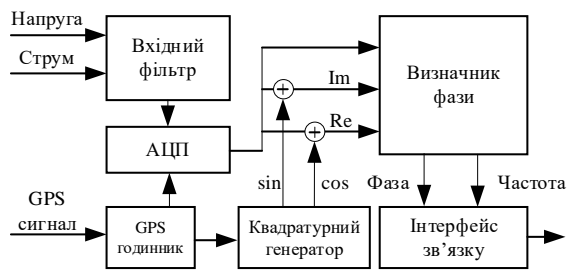 Напруга
Струм
Вхідний
фільтр
Im
Re
Визначник
фази
АЦП
sin
cos
Фаза
Частота
GPS
сигнал
GPS
годинник
Квадратурний
генератор
Інтерфейс
зв’язку